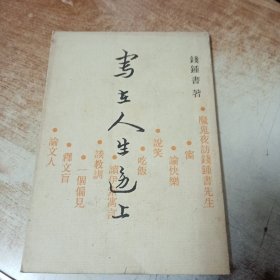 錢鍾書 著
寫在人生邊上
魔鬼夜訪錢鍾書先生
窗
論快樂
說笑
吃飯
讀伊索寓言
談教訓
一個偏見
釋文盲
論文人